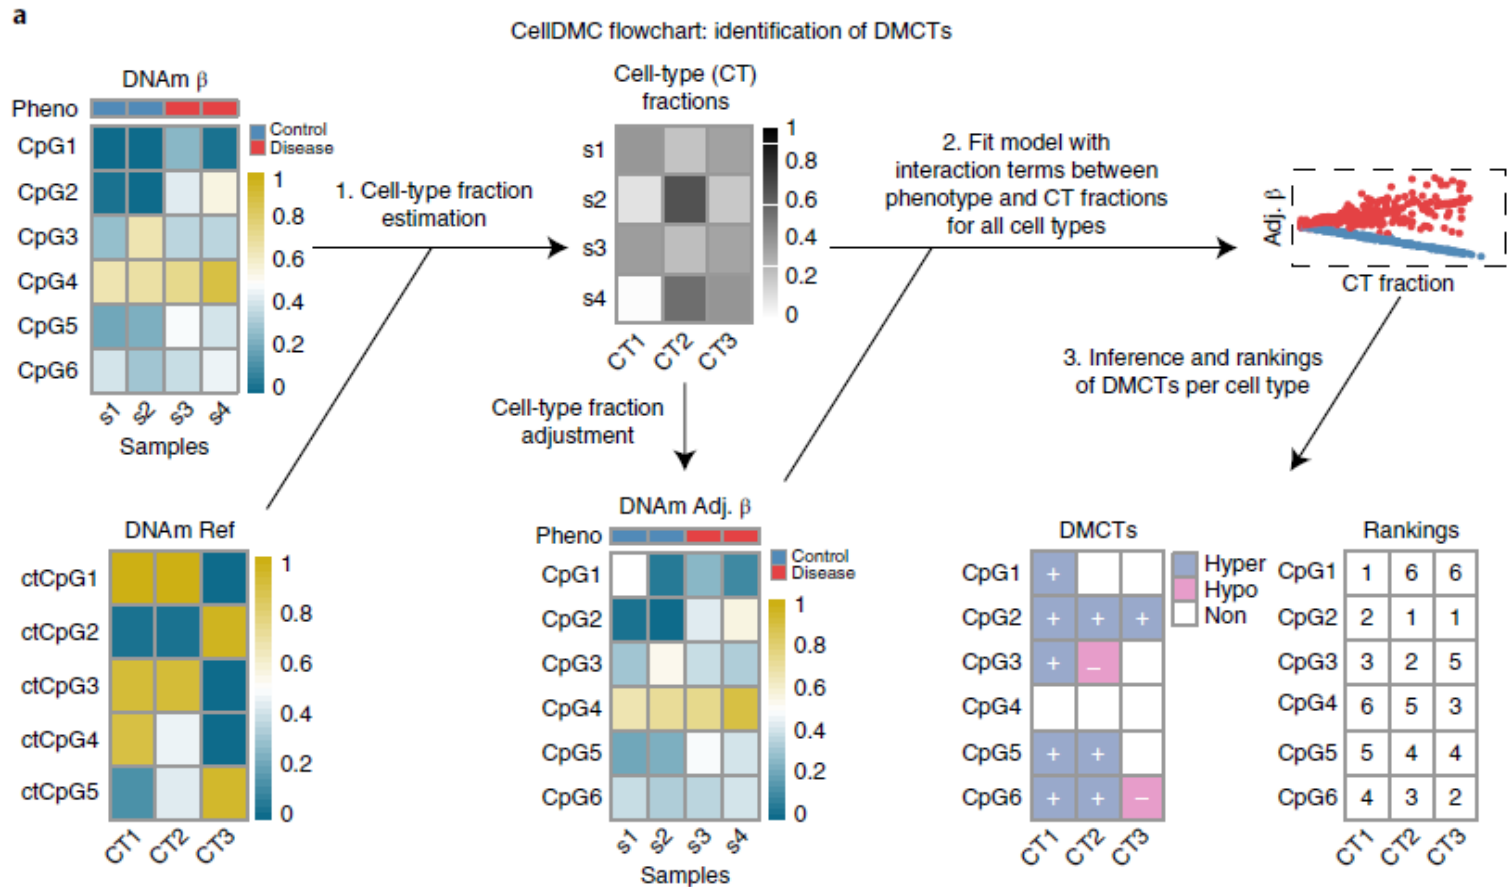 a
CellDMC flowchart: identification of DMCTs
DNAm β
Pheno
Control
Disease
CpG1
CpG2
CpG3
CpG4
CpG5
CpG6
1
0.8
0.6
0.4
0.2
0
s1 s2 s3 s4
Samples
1. Cell-type fraction
estimation
Cell-type (CT)
fractions
s1
s2
s3
s4
1
0.8
0.6
0.4
0.2
0
CT1 CT2 CT3
2. Fit model with
interaction terms between
phenotype and CT fractions
for all cell types
Adj. β
CT fraction
Cell-type fraction
adjustment
3. Inference and rankings
of DMCTs per cell type
DNAm Ref
ctCpG1
ctCpG2
ctCpG3
ctCpG4
ctCpG5
1
0.8
0.6
0.4
0.2
0
CT1 CT2 CT3
DNAm Adj. β
Pheno
Control
Disease
CpG1
CpG2
CpG3
CpG4
CpG5
CpG6
1
0.8
0.6
0.4
0.2
0
s1 s2 s3 s4
Samples
DMCTs
Hyper
Hypo
Non
CpG1 +
CpG2 + + +
CpG3 + −
CpG4
CpG5 + +
CpG6 + + −
CT1 CT2 CT3
Rankings
CpG1 1 6 6
CpG2 2 1 1
CpG3 3 2 5
CpG4 6 5 3
CpG5 5 4 4
CpG6 4 3 2
CT1 CT2 CT3